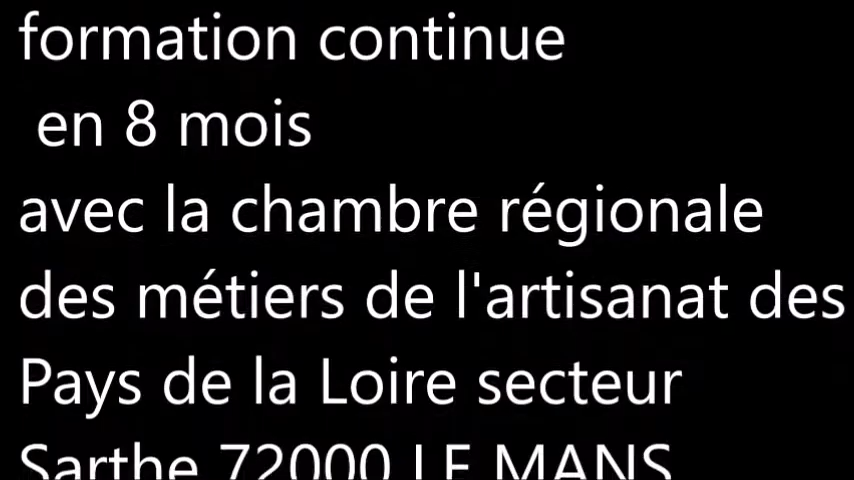 formation continue
en 8 mois
avec la chambre régionale
des métiers de l'artisanat des
Pays de la Loire secteur
Sarthe 72000 LE MANS